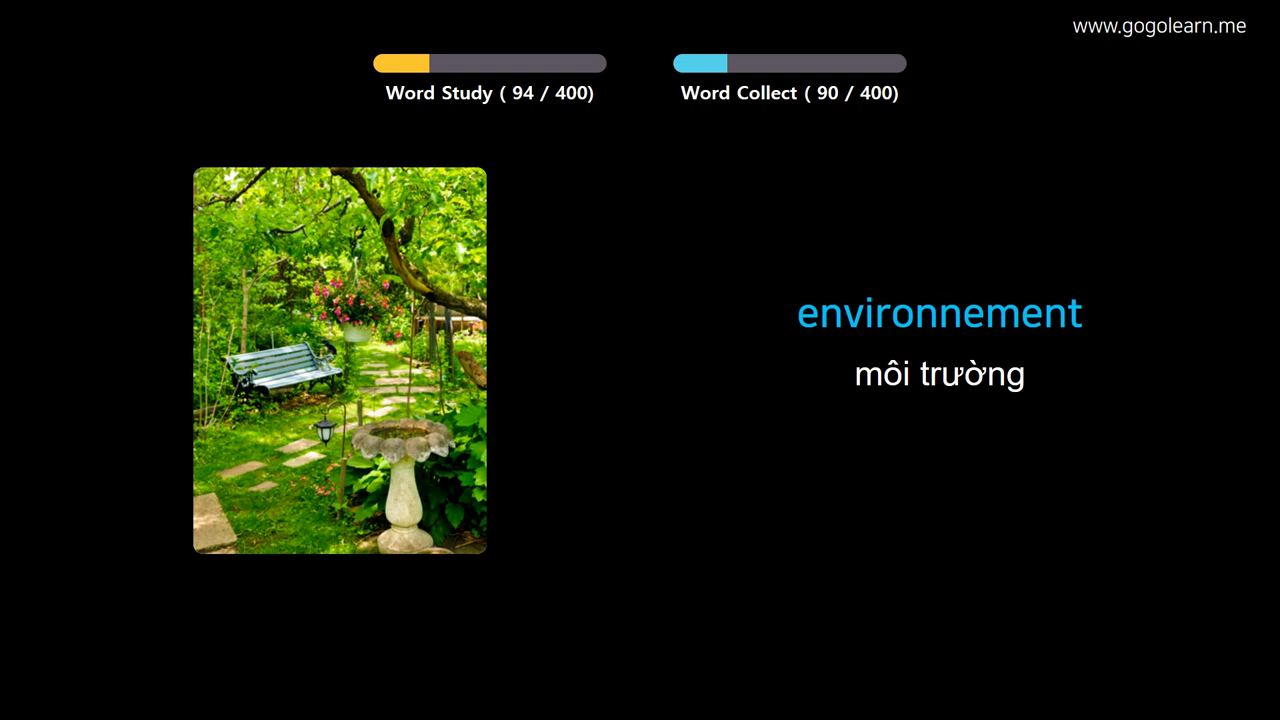 www.gogolearn.me
Word Study ( 94 / 400)
Word Collect ( 90 / 400)
environnement
môi trường